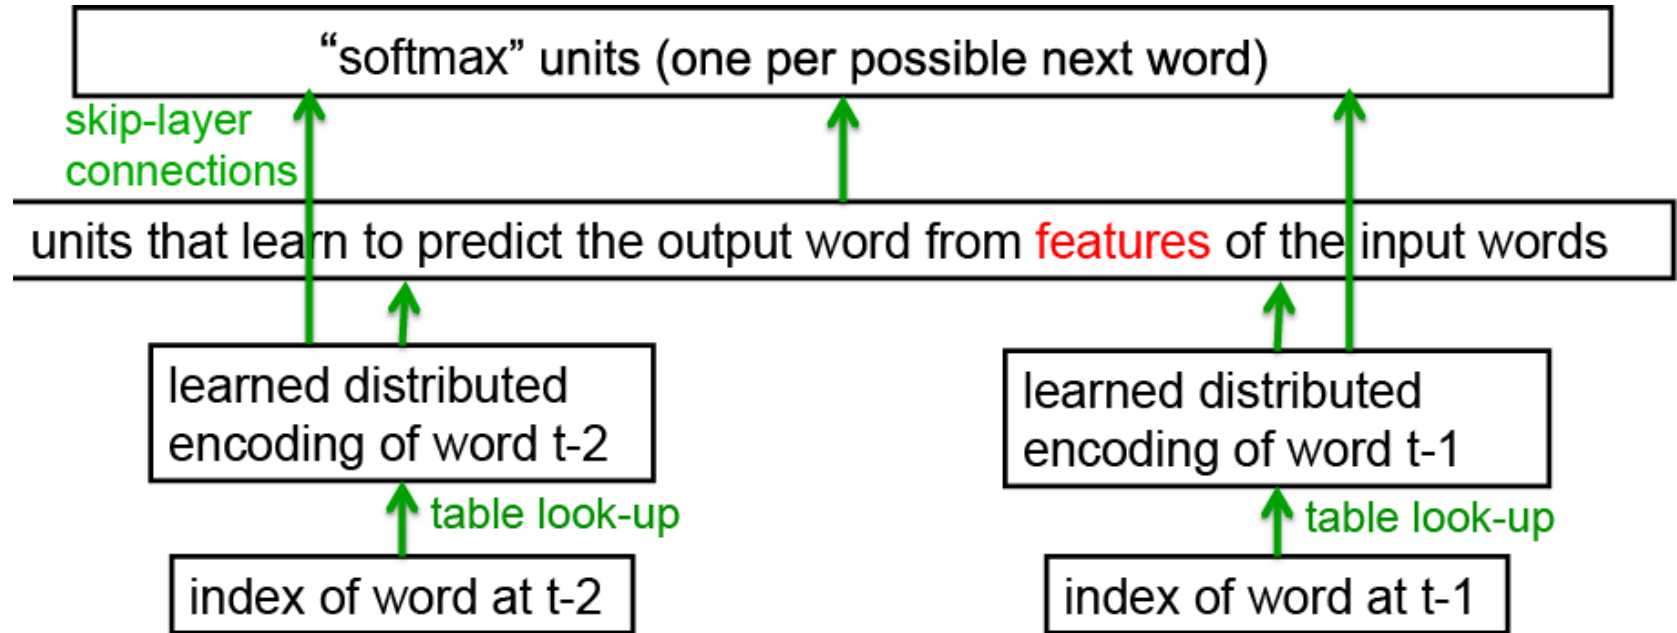 “softmax” units (one per possible next word)
skip-layer
connections
units that learn to predict the output word from features of the input words
learned distributed
encoding of word t-2
learned distributed
encoding of word t-1
table look-up
table look-up
index of word at t-2
index of word at t-1